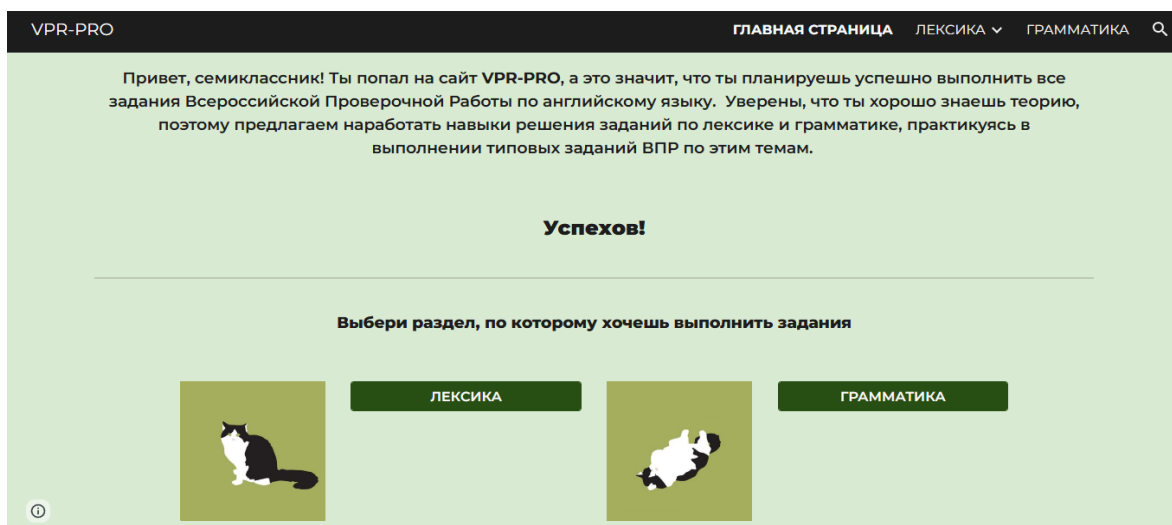 VPR-PRO
ГЛАВНАЯ СТРАНИЦА ЛЕКСИКА ГРАММАТИКА
Привет, семиклассник! Ты попал на сайт VPR-PRO, а это значит, что ты планируешь успешно выполнить все
задания Всероссийской Проверочной Работы по английскому языку. Уверены, что ты хорошо знаешь теорию,
поэтому предлагаем наработать навыки решения заданий по лексике и грамматике, практикуясь в
выполнении типовых заданий ВПР по этим темам.
Успехов!
Выбери раздел, по которому хочешь выполнить задания
ЛЕКСИКА
ГРАММАТИКА